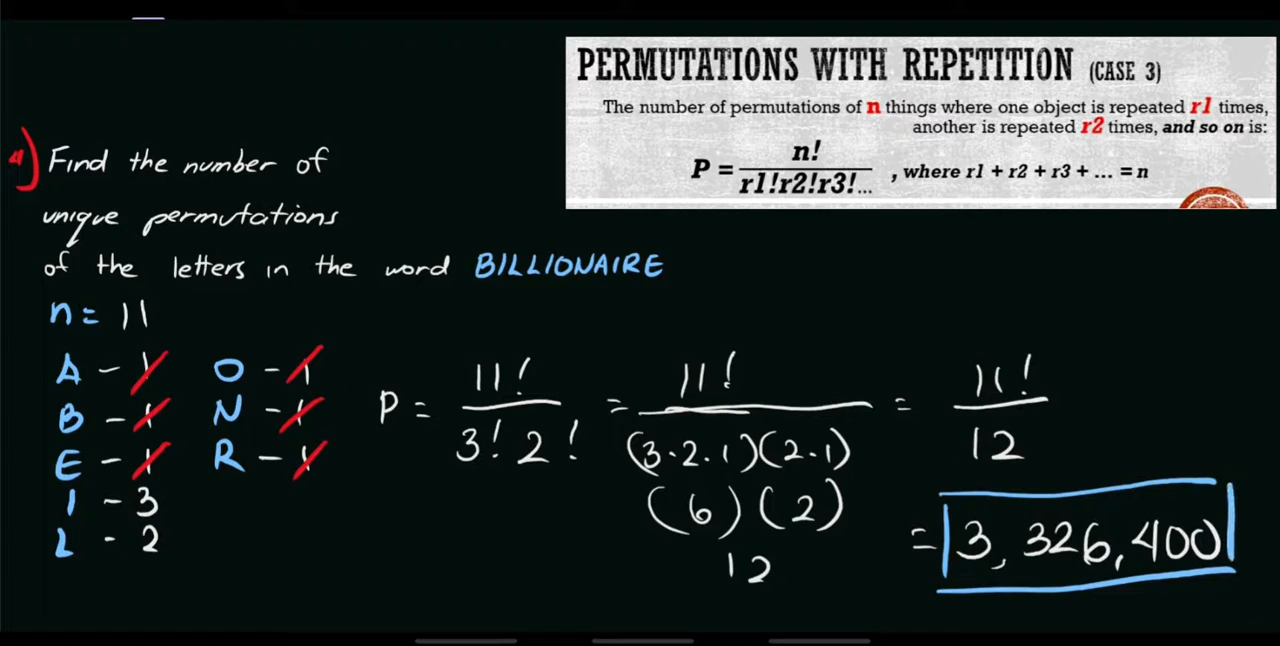 PERMUTATIONS WITH REPETITION (CASE 3)
The number of permutations of n things where one object is repeated r1 times,
another is repeated r2 times, and so on is:
P = n! / r1!r2!r3!... , where r1 + r2 + r3 + ... = n
4) Find the number of
unique permutations
of the letters in the word BILLIONAIRE
n = 11
A - 1
B - 1
E - 1
I - 3
L - 2
O - 1
N - 1
R - 1
P = 11! / 3! 2! = 11! / (3·2·1)(2·1) = 11! / 12
(6)(2)
12
= 3,326,400